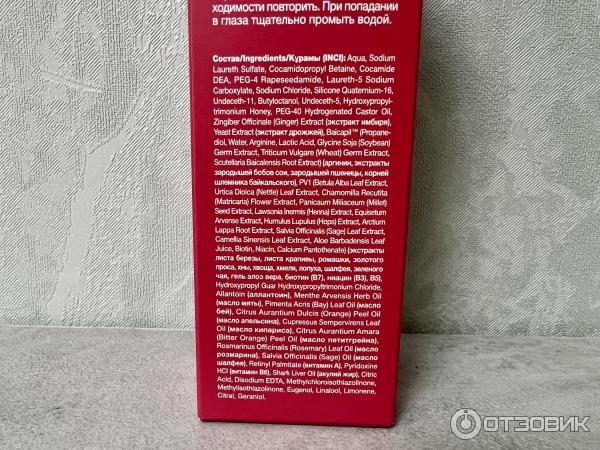 ходимости повторить. При попадании
в глаза тщательно промыть водой.
Состав/Ingredients/Құрамы (INCI): Aqua, Sodium
Laureth Sulfate, Cocamidopropyl Betaine, Cocamide
DEA, PEG-4 Rapeseedamide, Laureth-5 Sodium
Carboxylate, Sodium Chloride, Silicone Quaternium-16,
Undeceth-11, Butyloctanol, Undeceth-5, Hydroxypropyl-
trimonium Honey, PEG-40 Hydrogenated Castor Oil,
Zingiber Officinale (Ginger) Extract (экстракт имбиря),
Yeast Extract (экстракт дрожжей), Baicapil™ (Propane-
diol, Water, Arginine, Lactic Acid, Glycine Soja (Soybean)
Germ Extract, Triticum Vulgare (Wheat) Germ Extract,
Scutellaria Baicalensis Root Extract) (аргинин, экстракты
зародышей бобов сои, зародышей пшеницы, корней
шлемника байкальского), PV1 (Betula Alba Leaf Extract,
Urtica Dioica (Nettle) Leaf Extract, Chamomilla Recutita
(Matricaria) Flower Extract, Panicum Miliaceum (Millet)
Seed Extract, Lawsonia Inermis (Henna) Extract, Equisetum
Arvense Extract, Humulus Lupulus (Hops) Extract, Arctium
Lappa Root Extract, Salvia Officinalis (Sage) Leaf Extract,
Camellia Sinensis Leaf Extract, Aloe Barbadensis Leaf
Juice, Biotin, Niacin, Calcium Pantothenate) (экстракты
листа березы, листа крапивы, ромашки, золотого
проса, хны, хвоща, хмеля, лопуха, шалфея, зеленого
чая, гель алоэ вера, биотин (B7), ниацин (B3), B5),
Hydroxypropyl Guar Hydroxypropyltrimonium Chloride,
Allantoin (аллантоин), Menthe Arvensis Herb Oil
(масло мяты), Pimenta Acris (Bay) Leaf Oil (масло
бей), Citrus Aurantium Dulcis (Orange) Peel Oil
(масло апельсина), Cupressus Sempervirens Leaf
Oil (масло кипариса), Citrus Aurantium Amara
(Bitter Orange) Peel Oil (масло петитгрейна),
Rosmarinus Officinalis (Rosemary) Leaf Oil (масло
розмарина), Salvia Officinalis (Sage) Oil (масло
шалфея), Retinyl Palmitate (витамин A), Pyridoxine
HCl (витамин B6), Shark Liver Oil (акулий жир), Citric
Acid, Disodium EDTA, Methylchloroisothiazolinone,
Methylisothiazolinone, Eugenol, Linalool, Limonene,
Citral, Geraniol.
ОТЗОВИК